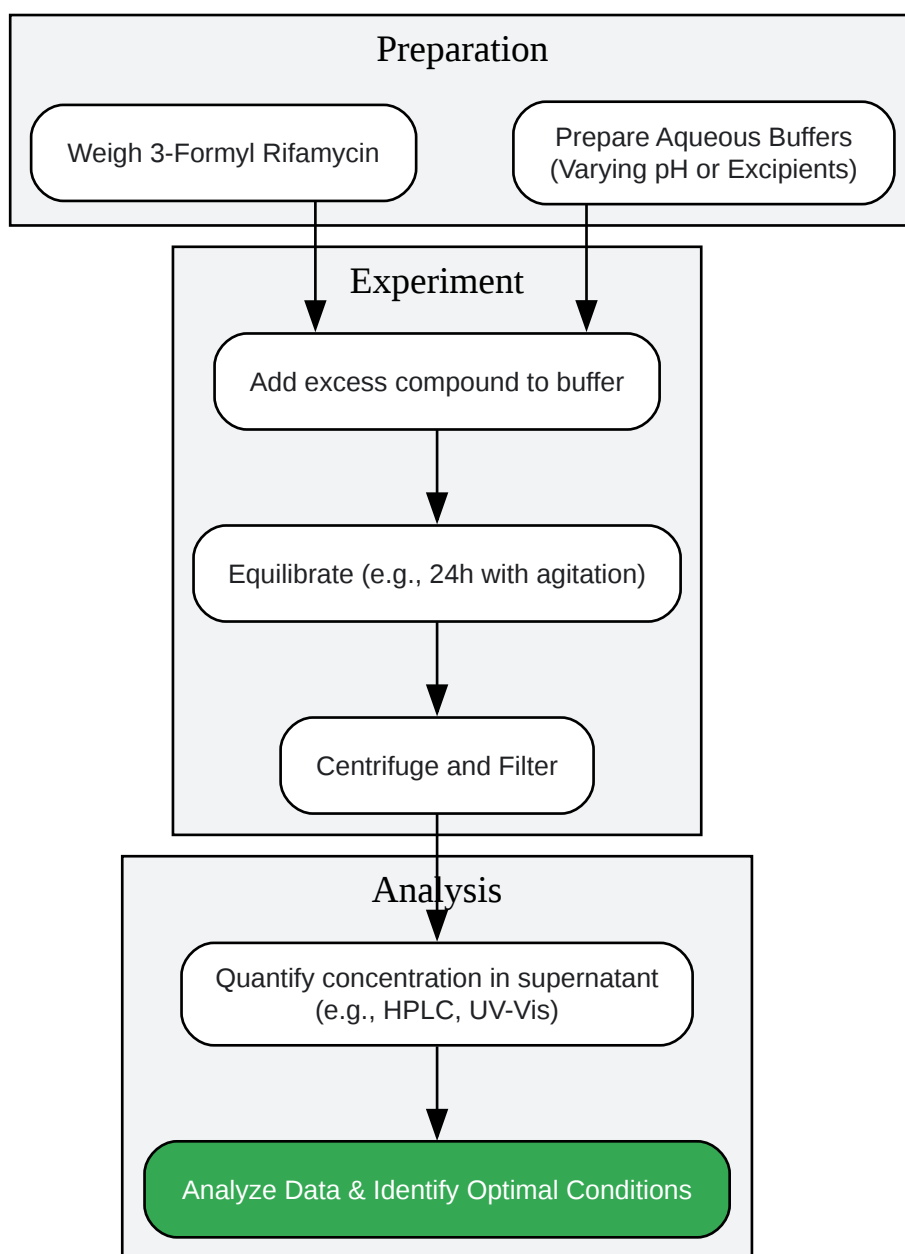 Preparation
Weigh 3-Formyl Rifamycin
Prepare Aqueous Buffers
(Varying pH or Excipients)
Experiment
Add excess compound to buffer
Equilibrate (e.g., 24h with agitation)
Centrifuge and Filter
Analysis
Quantify concentration in supernatant
(e.g., HPLC, UV-Vis)
Analyze Data & Identify Optimal Conditions